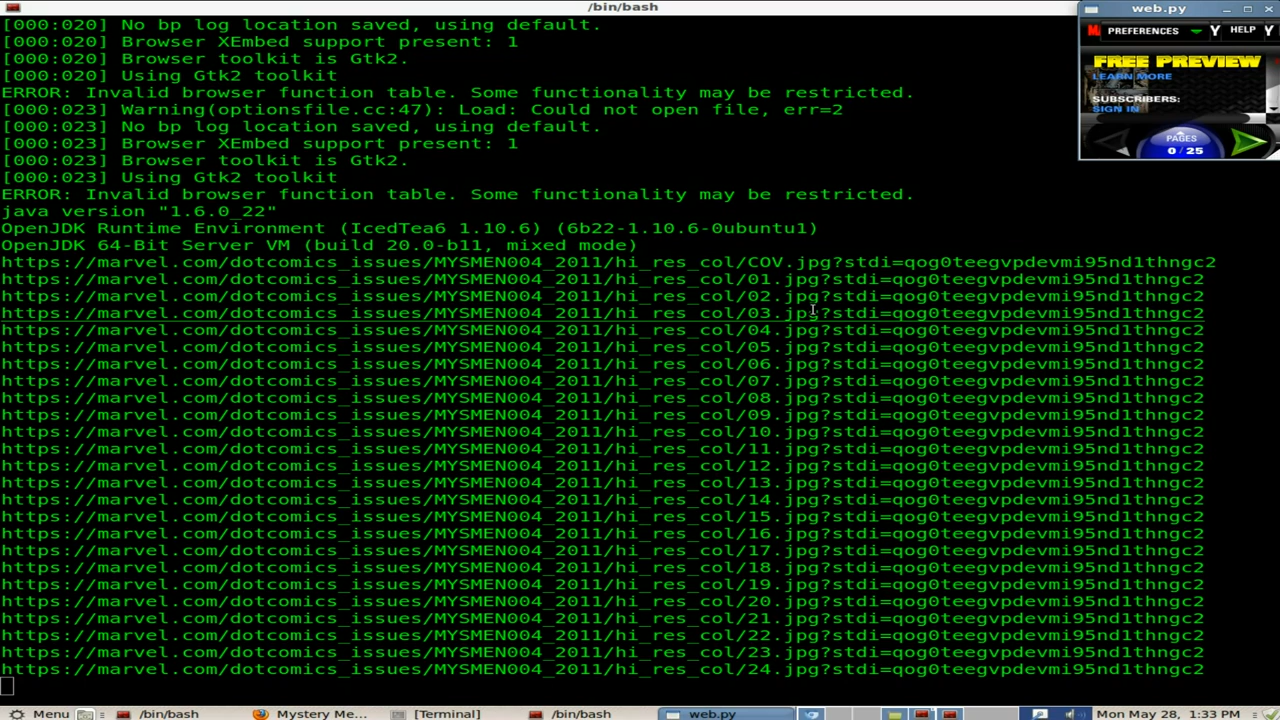 /bin/bash
[000:020] No bp log location saved, using default.
[000:020] Browser XEmbed support present: 1
[000:020] Browser toolkit is Gtk2.
[000:020] Using Gtk2 toolkit
ERROR: Invalid browser function table. Some functionality may be restricted.
[000:023] Warning(optionsfile.cc:47): Load: Could not open file, err=2
[000:023] No bp log location saved, using default.
[000:023] Browser XEmbed support present: 1
[000:023] Browser toolkit is Gtk2.
[000:023] Using Gtk2 toolkit
ERROR: Invalid browser function table. Some functionality may be restricted.
java version "1.6.0_22"
OpenJDK Runtime Environment (IcedTea6 1.10.6) (6b22-1.10.6-0ubuntu1)
OpenJDK 64-Bit Server VM (build 20.0-b11, mixed mode)
https://marvel.com/dotcomics_issues/MYSMEN004_2011/hi_res_col/COV.jpg?stdi=qog0teegvpdevmi95nd1thngc2
https://marvel.com/dotcomics_issues/MYSMEN004_2011/hi_res_col/01.jpg?stdi=qog0teegvpdevmi95nd1thngc2
https://marvel.com/dotcomics_issues/MYSMEN004_2011/hi_res_col/02.jpg?stdi=qog0teegvpdevmi95nd1thngc2
https://marvel.com/dotcomics_issues/MYSMEN004_2011/hi_res_col/03.jpg?stdi=qog0teegvpdevmi95nd1thngc2
https://marvel.com/dotcomics_issues/MYSMEN004_2011/hi_res_col/04.jpg?stdi=qog0teegvpdevmi95nd1thngc2
https://marvel.com/dotcomics_issues/MYSMEN004_2011/hi_res_col/05.jpg?stdi=qog0teegvpdevmi95nd1thngc2
https://marvel.com/dotcomics_issues/MYSMEN004_2011/hi_res_col/06.jpg?stdi=qog0teegvpdevmi95nd1thngc2
https://marvel.com/dotcomics_issues/MYSMEN004_2011/hi_res_col/07.jpg?stdi=qog0teegvpdevmi95nd1thngc2
https://marvel.com/dotcomics_issues/MYSMEN004_2011/hi_res_col/08.jpg?stdi=qog0teegvpdevmi95nd1thngc2
https://marvel.com/dotcomics_issues/MYSMEN004_2011/hi_res_col/09.jpg?stdi=qog0teegvpdevmi95nd1thngc2
https://marvel.com/dotcomics_issues/MYSMEN004_2011/hi_res_col/10.jpg?stdi=qog0teegvpdevmi95nd1thngc2
https://marvel.com/dotcomics_issues/MYSMEN004_2011/hi_res_col/11.jpg?stdi=qog0teegvpdevmi95nd1thngc2
https://marvel.com/dotcomics_issues/MYSMEN004_2011/hi_res_col/12.jpg?stdi=qog0teegvpdevmi95nd1thngc2
https://marvel.com/dotcomics_issues/MYSMEN004_2011/hi_res_col/13.jpg?stdi=qog0teegvpdevmi95nd1thngc2
https://marvel.com/dotcomics_issues/MYSMEN004_2011/hi_res_col/14.jpg?stdi=qog0teegvpdevmi95nd1thngc2
https://marvel.com/dotcomics_issues/MYSMEN004_2011/hi_res_col/15.jpg?stdi=qog0teegvpdevmi95nd1thngc2
https://marvel.com/dotcomics_issues/MYSMEN004_2011/hi_res_col/16.jpg?stdi=qog0teegvpdevmi95nd1thngc2
https://marvel.com/dotcomics_issues/MYSMEN004_2011/hi_res_col/17.jpg?stdi=qog0teegvpdevmi95nd1thngc2
https://marvel.com/dotcomics_issues/MYSMEN004_2011/hi_res_col/18.jpg?stdi=qog0teegvpdevmi95nd1thngc2
https://marvel.com/dotcomics_issues/MYSMEN004_2011/hi_res_col/19.jpg?stdi=qog0teegvpdevmi95nd1thngc2
https://marvel.com/dotcomics_issues/MYSMEN004_2011/hi_res_col/20.jpg?stdi=qog0teegvpdevmi95nd1thngc2
https://marvel.com/dotcomics_issues/MYSMEN004_2011/hi_res_col/21.jpg?stdi=qog0teegvpdevmi95nd1thngc2
https://marvel.com/dotcomics_issues/MYSMEN004_2011/hi_res_col/22.jpg?stdi=qog0teegvpdevmi95nd1thngc2
https://marvel.com/dotcomics_issues/MYSMEN004_2011/hi_res_col/23.jpg?stdi=qog0teegvpdevmi95nd1thngc2
https://marvel.com/dotcomics_issues/MYSMEN004_2011/hi_res_col/24.jpg?stdi=qog0teegvpdevmi95nd1thngc2
web.py
PREFERENCES HELP
FREE PREVIEW
LEARN MORE
SUBSCRIBERS:
SIGN IN
PAGES
0/25
Menu /bin/bash Mystery Me... [Terminal] /bin/bash web.py Mon May 28, 1:33 PM